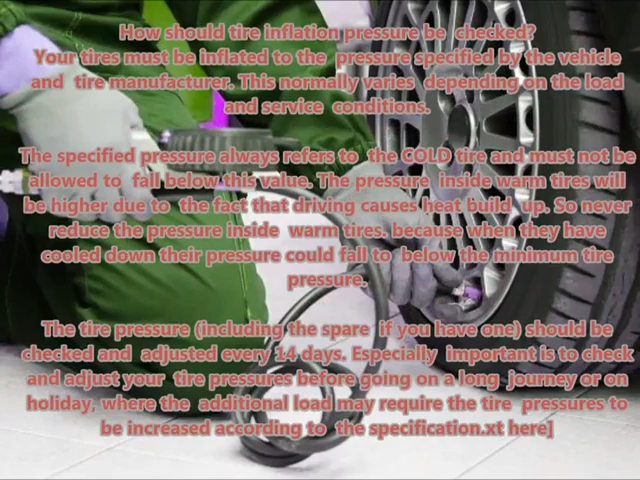 How should tire inflation pressure be checked?
Your tires must be inflated to the pressure specified by the vehicle
and tire manufacturer. This normally varies depending on the load
and service conditions.
The specified pressure always refers to the COLD tire and must not be
allowed to fall below this value. The pressure inside warm tires will
be higher due to the fact that driving causes heat build up. So never
reduce the pressure inside warm tires. because when they have
cooled down their pressure could fall to below the minimum tire
pressure.
The tire pressure (including the spare if you have one) should be
checked and adjusted every 14 days. Especially important is to check
and adjust your tire pressures before going on a long journey or on
holiday, where the additional load may require the tire pressures to
be increased according to the specification.xt here]